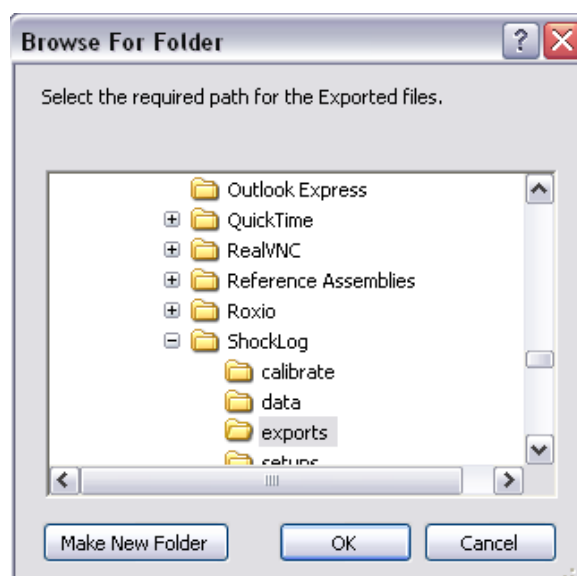 Browse For Folder
Select the required path for the Exported files.
Outlook Express
QuickTime
RealVNC
Reference Assemblies
Roxio
ShockLog
calibrate
data
exports
setups
Make New Folder OK Cancel